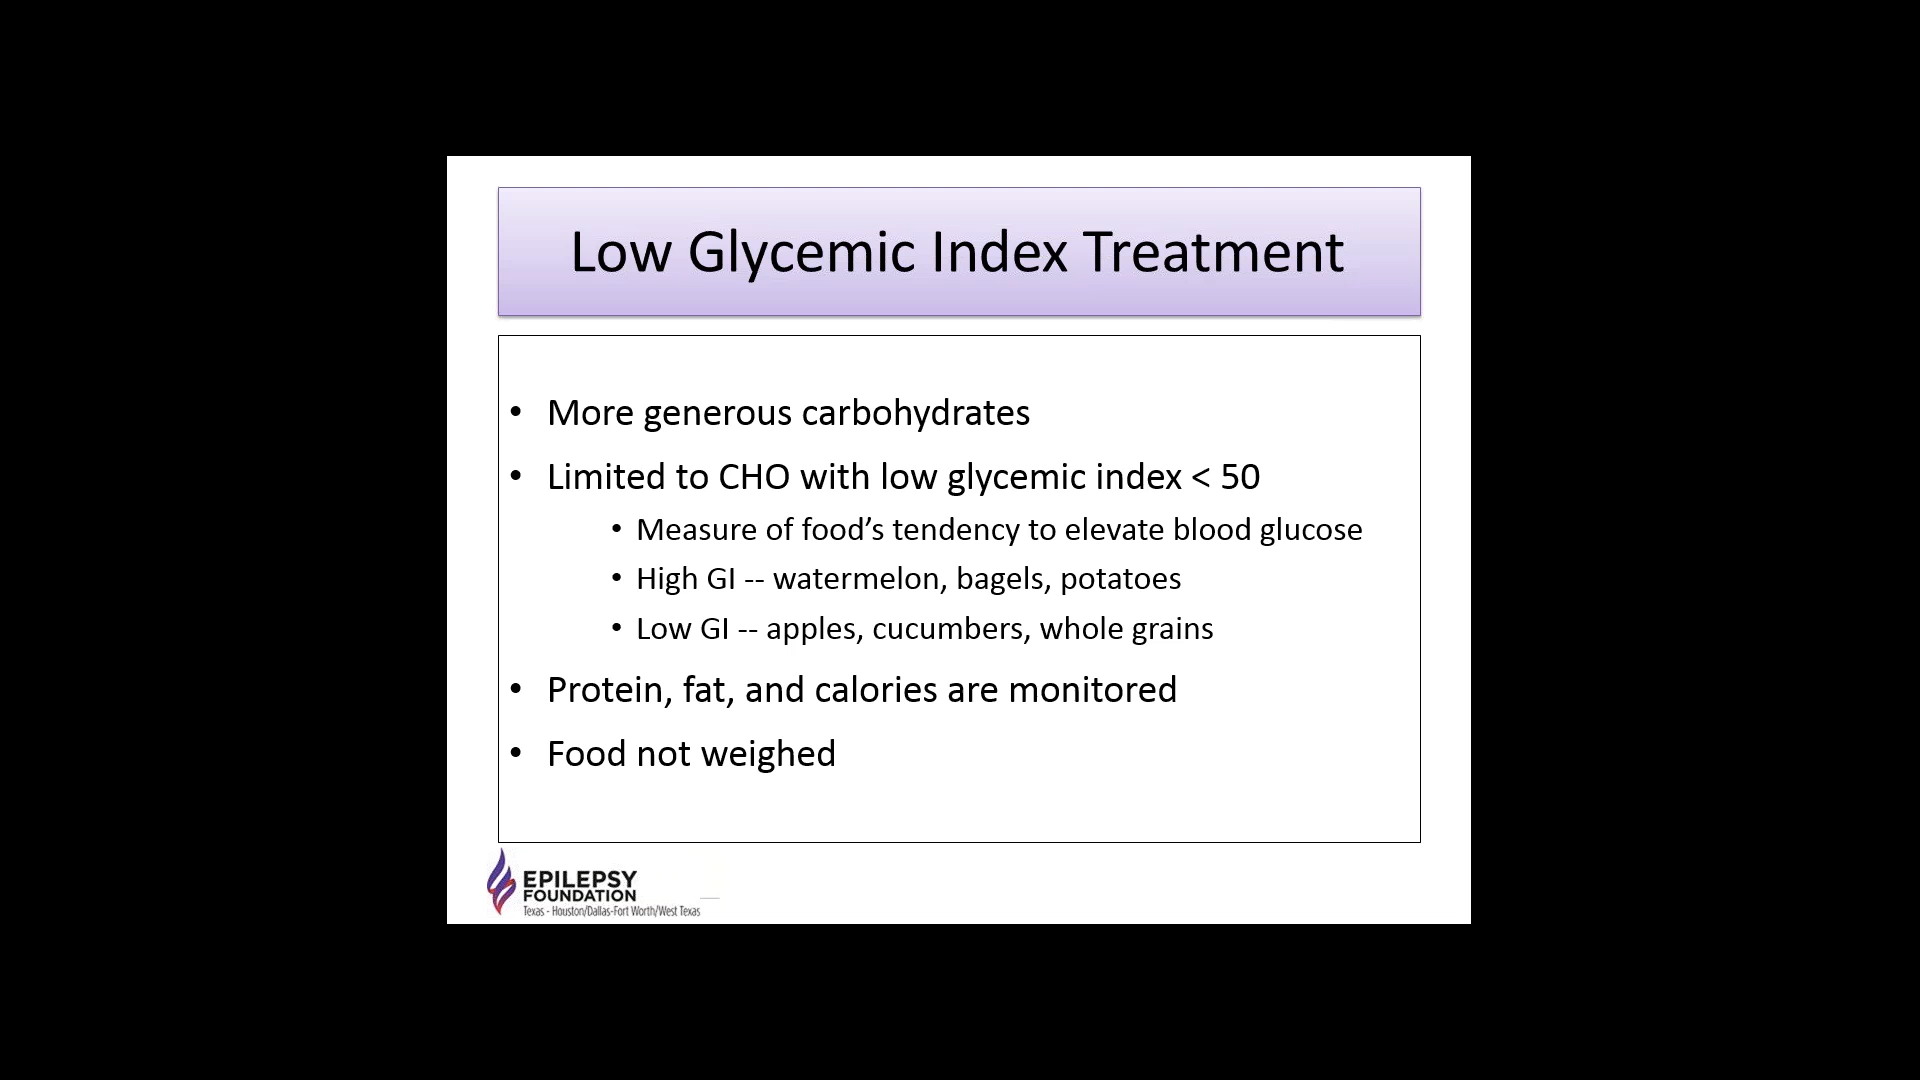 Low Glycemic Index Treatment
• More generous carbohydrates
• Limited to CHO with low glycemic index < 50
• Measure of food’s tendency to elevate blood glucose
• High GI -- watermelon, bagels, potatoes
• Low GI -- apples, cucumbers, whole grains
• Protein, fat, and calories are monitored
• Food not weighed
EPILEPSY
FOUNDATION
Texas - Houston/Dallas-Fort Worth/West Texas